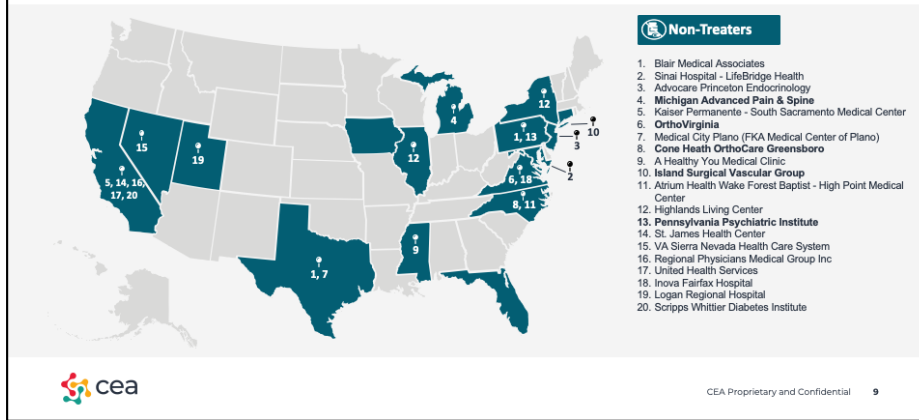 Non-Treaters
1. Blair Medical Associates
2. Sinai Hospital - LifeBridge Health
3. Advocare Princeton Endocrinology
4. Michigan Advanced Pain & Spine
5. Kaiser Permanente - South Sacramento Medical Center
6. OrthoVirginia
7. Medical City Plano (FKA Medical Center of Plano)
8. Cone Heath OrthoCare Greensboro
9. A Healthy You Medical Clinic
10. Island Surgical Vascular Group
11. Atrium Health Wake Forest Baptist - High Point Medical
Center
12. Highlands Living Center
13. Pennsylvania Psychiatric Institute
14. St. James Health Center
15. VA Sierra Nevada Health Care System
16. Regional Physicians Medical Group Inc
17. United Health Services
18. Inova Fairfax Hospital
19. Logan Regional Hospital
20. Scripps Whittier Diabetes Institute
12
4
10
1, 13
3
15
19
12
2
5, 14, 16,
17, 20
6, 18
8, 11
9
1, 7
cea
CEA Proprietary and Confidential 9